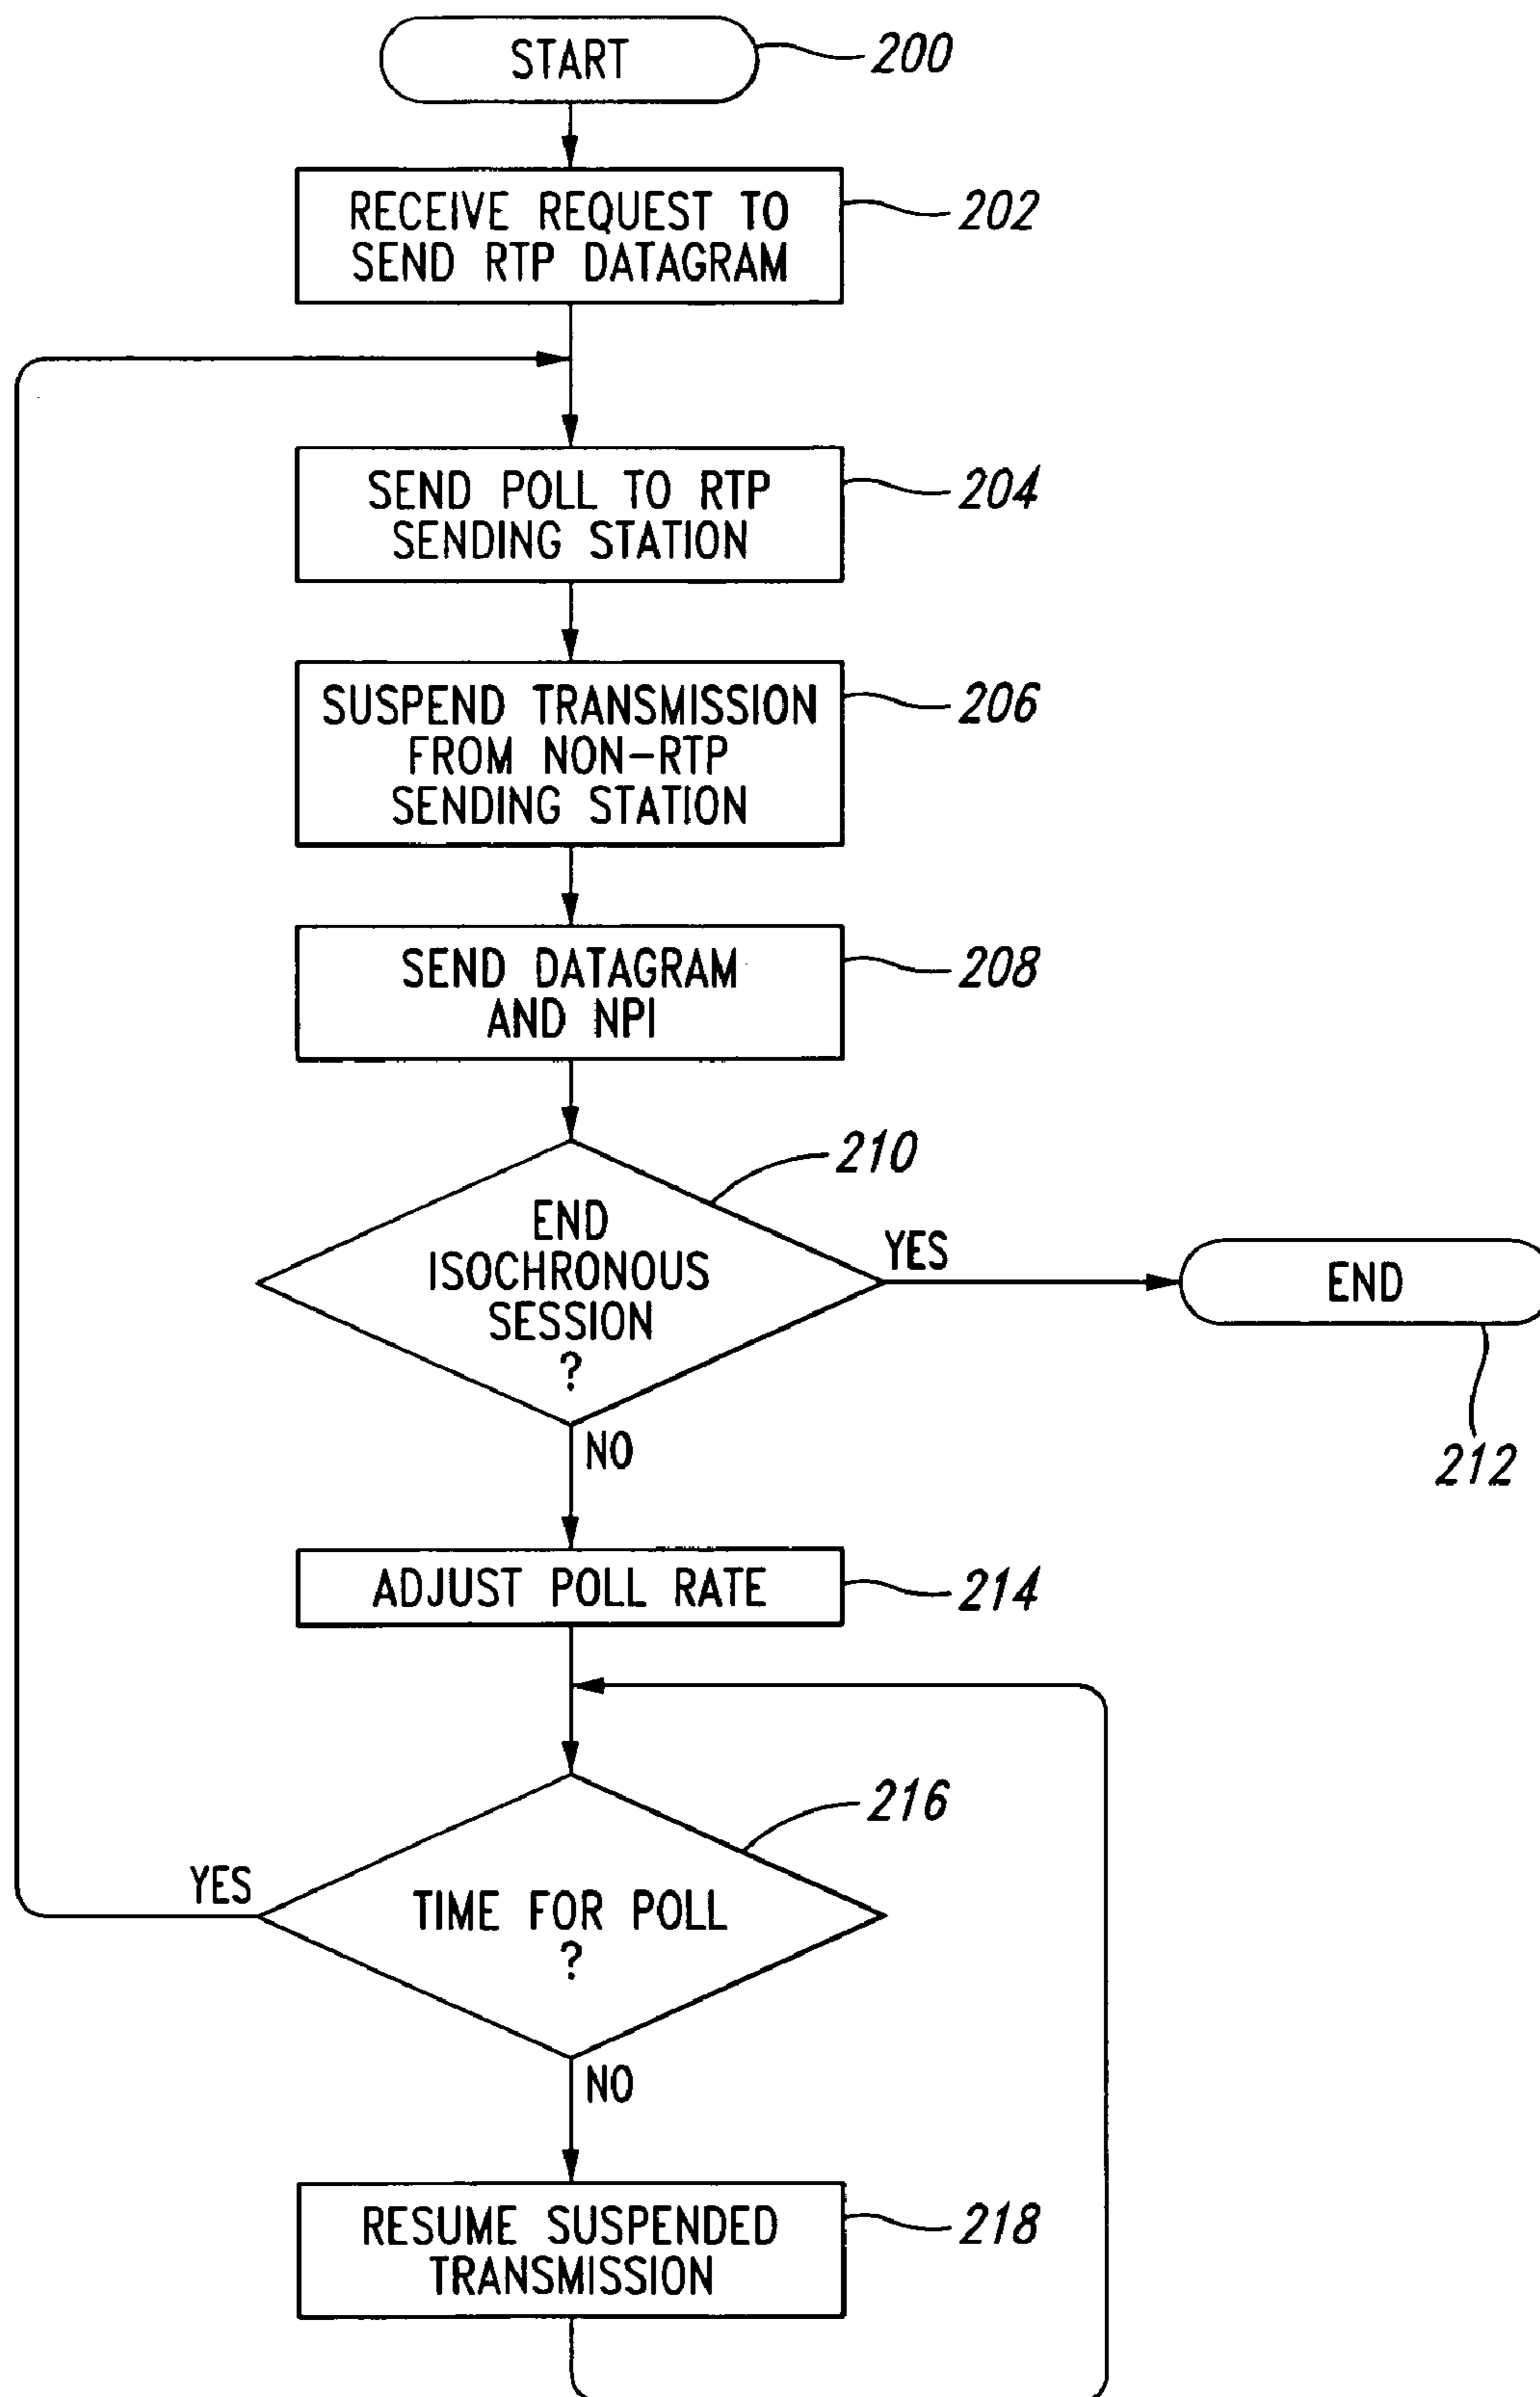 START
200
RECEIVE REQUEST TO
SEND RTP DATAGRAM
202
SEND POLL TO RTP
SENDING STATION
204
SUSPEND TRANSMISSION
FROM NON-RTP
SENDING STATION
206
SEND DATAGRAM
AND NPI
208
210
END
ISOCHRONOUS
SESSION
?
YES
END
212
NO
ADJUST POLL RATE
214
216
YES
TIME FOR POLL
?
NO
RESUME SUSPENDED
TRANSMISSION
218